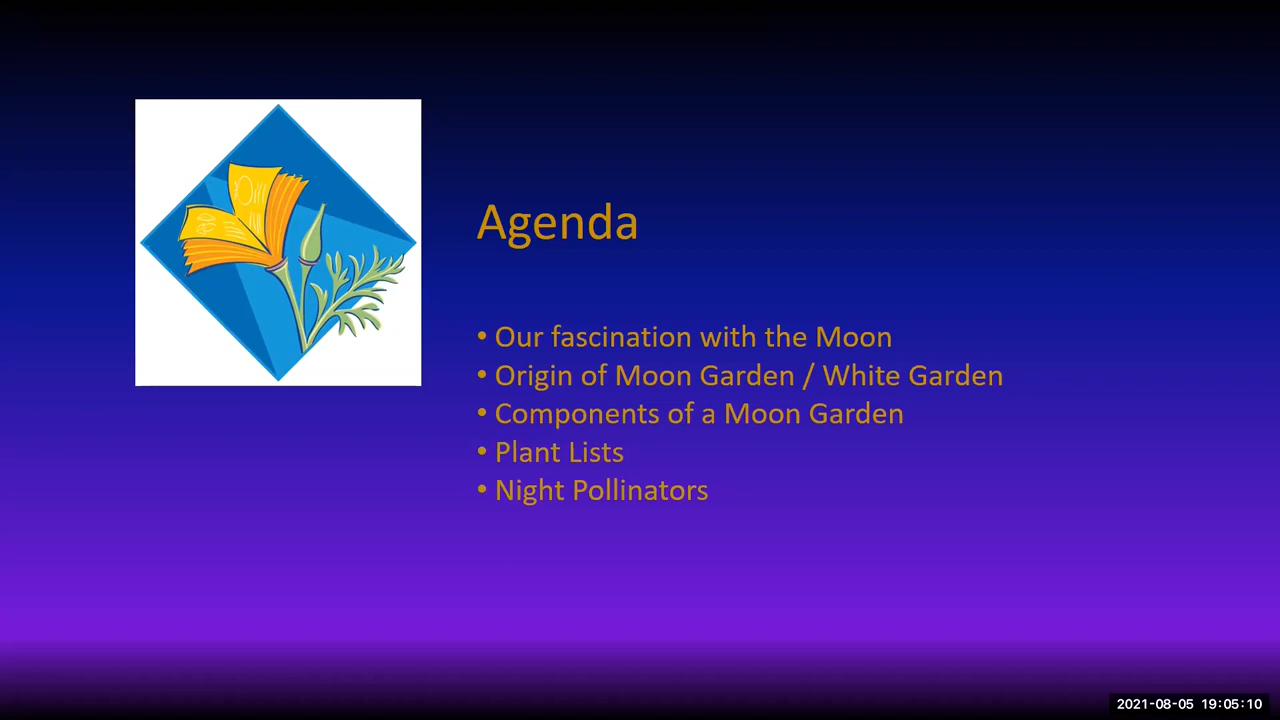 Agenda
• Our fascination with the Moon
• Origin of Moon Garden / White Garden
• Components of a Moon Garden
• Plant Lists
• Night Pollinators
2021-08-05 19:05:10